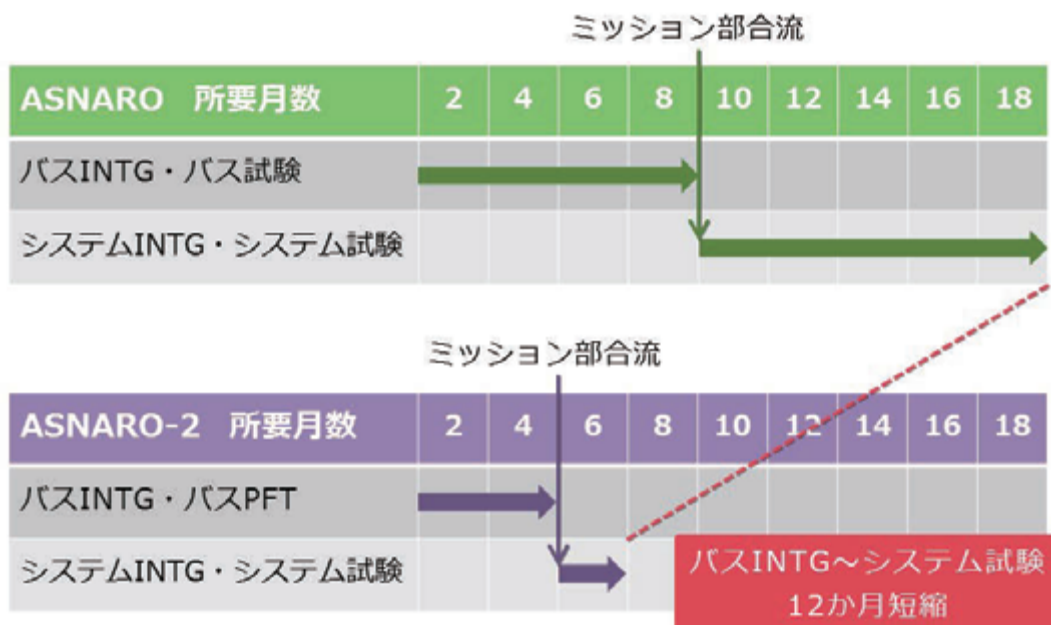 ミッション部合流
ASNARO 所要月数 2 4 6 8 10 12 14 16 18
バスINTG・バス試験
システムINTG・システム試験
ミッション部合流
ASNARO-2 所要月数 2 4 6 8 10 12 14 16 18
バスINTG・バスPFT
システムINTG・システム試験
バスINTG～システム試験
12か月短縮